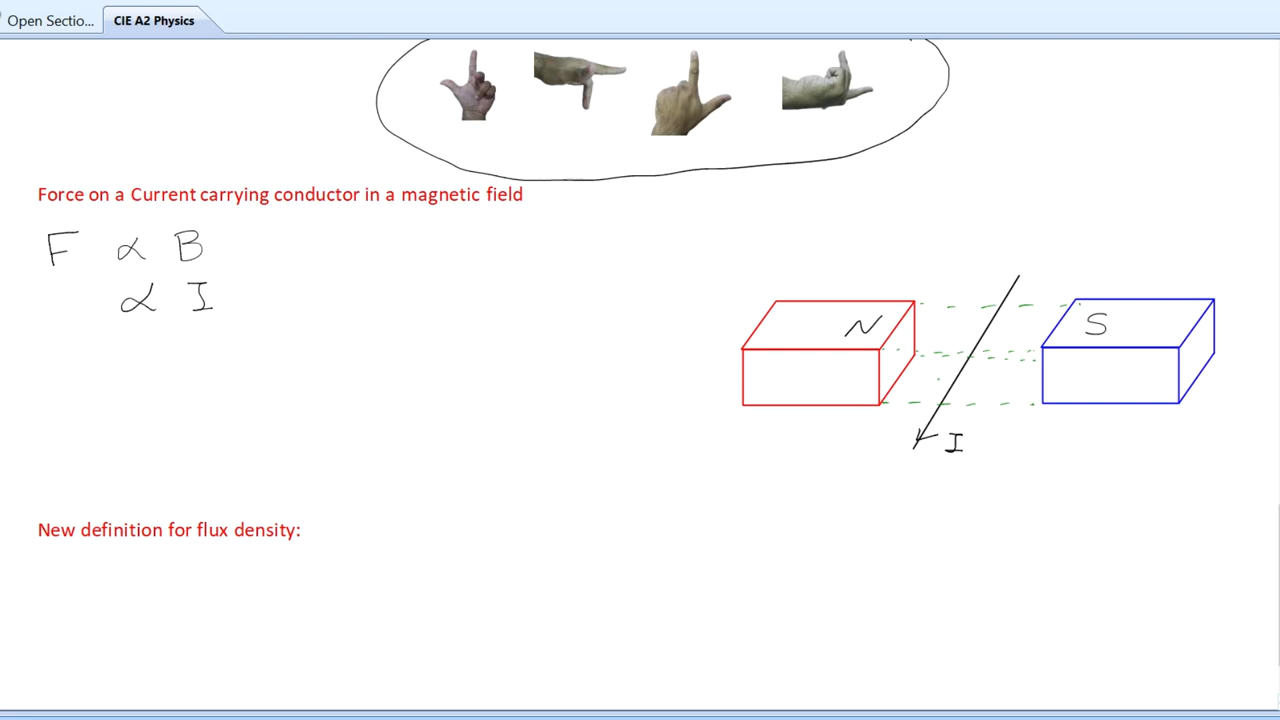 Open Sectio...
CIE A2 Physics
Force on a Current carrying conductor in a magnetic field
F ∝ B
∝ I
N
S
I
New definition for flux density: